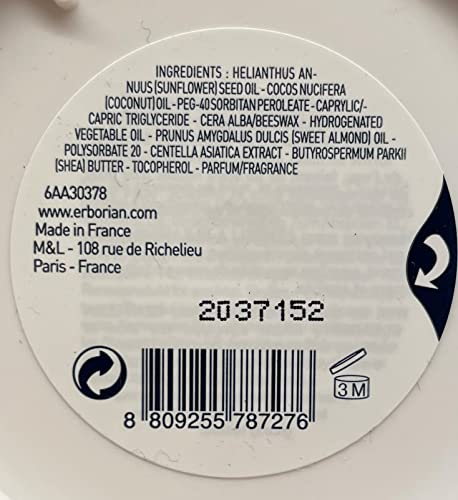 INGREDIENTS : HELIANTHUS AN-
NUUS (SUNFLOWER) SEED OIL - COCOS NUCIFERA
(COCONUT) OIL - PEG-40 SORBITAN PEROLEATE - CAPRYLIC/-
CAPRIC TRIGLYCERIDE - CERA ALBA/BEESWAX - HYDROGENATED
VEGETABLE OIL - PRUNUS AMYGDALUS DULCIS (SWEET ALMOND) OIL -
POLYSORBATE 20 - CENTELLA ASIATICA EXTRACT - BUTYROSPERMUM PARKII
(SHEA) BUTTER - TOCOPHEROL - PARFUM/FRAGRANCE
6AA30378
www.erborian.com
Made in France
M&L - 108 rue de Richelieu
Paris - France
2037152
3 M
8 809255 787276